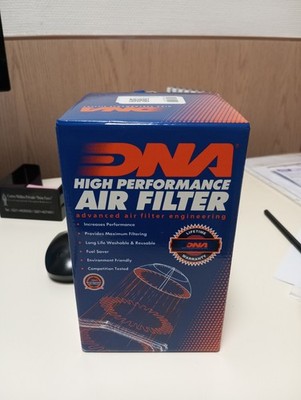 DNA
HIGH PERFORMANCE
AIR FILTER
advanced air filter engineering
• Increases Performance
• Provides Maximum Filtering
• Long Life Washable & Reusable
• Fuel Saver
• Environment Friendly
• Competition Tested
LIFETIME
DNA
WARRANTY